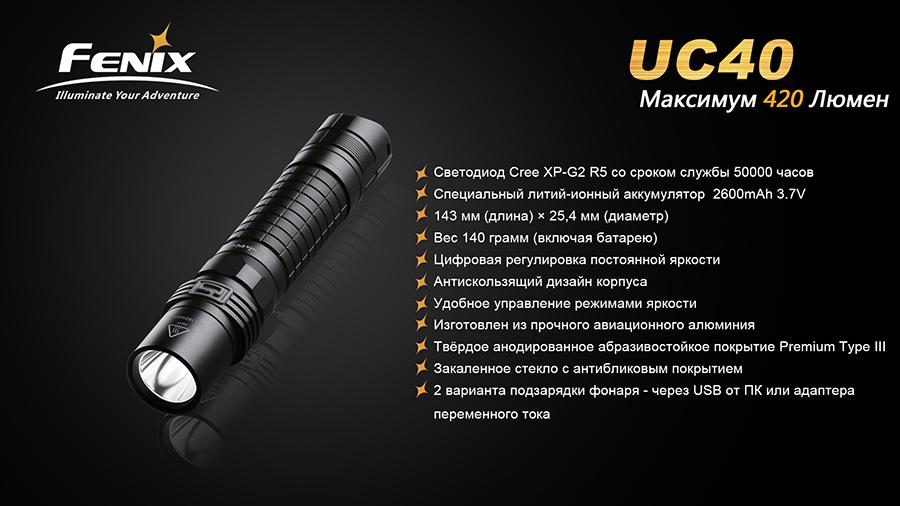 FENIX
Illuminate Your Adventure
UC40
Максимум 420 Люмен
Светодиод Cree XP-G2 R5 со сроком службы 50000 часов
Специальный литий-ионный аккумулятор 2600mAh 3.7V
143 мм (длина) × 25,4 мм (диаметр)
Вес 140 грамм (включая батарею)
Цифровая регулировка постоянной яркости
Антискользящий дизайн корпуса
Удобное управление режимами яркости
Изготовлен из прочного авиационного алюминия
Твёрдое анодированное абразивостойкое покрытие Premium Type III
Закаленное стекло с антибликовым покрытием
2 варианта подзарядки фонаря - через USB от ПК или адаптера
переменного тока